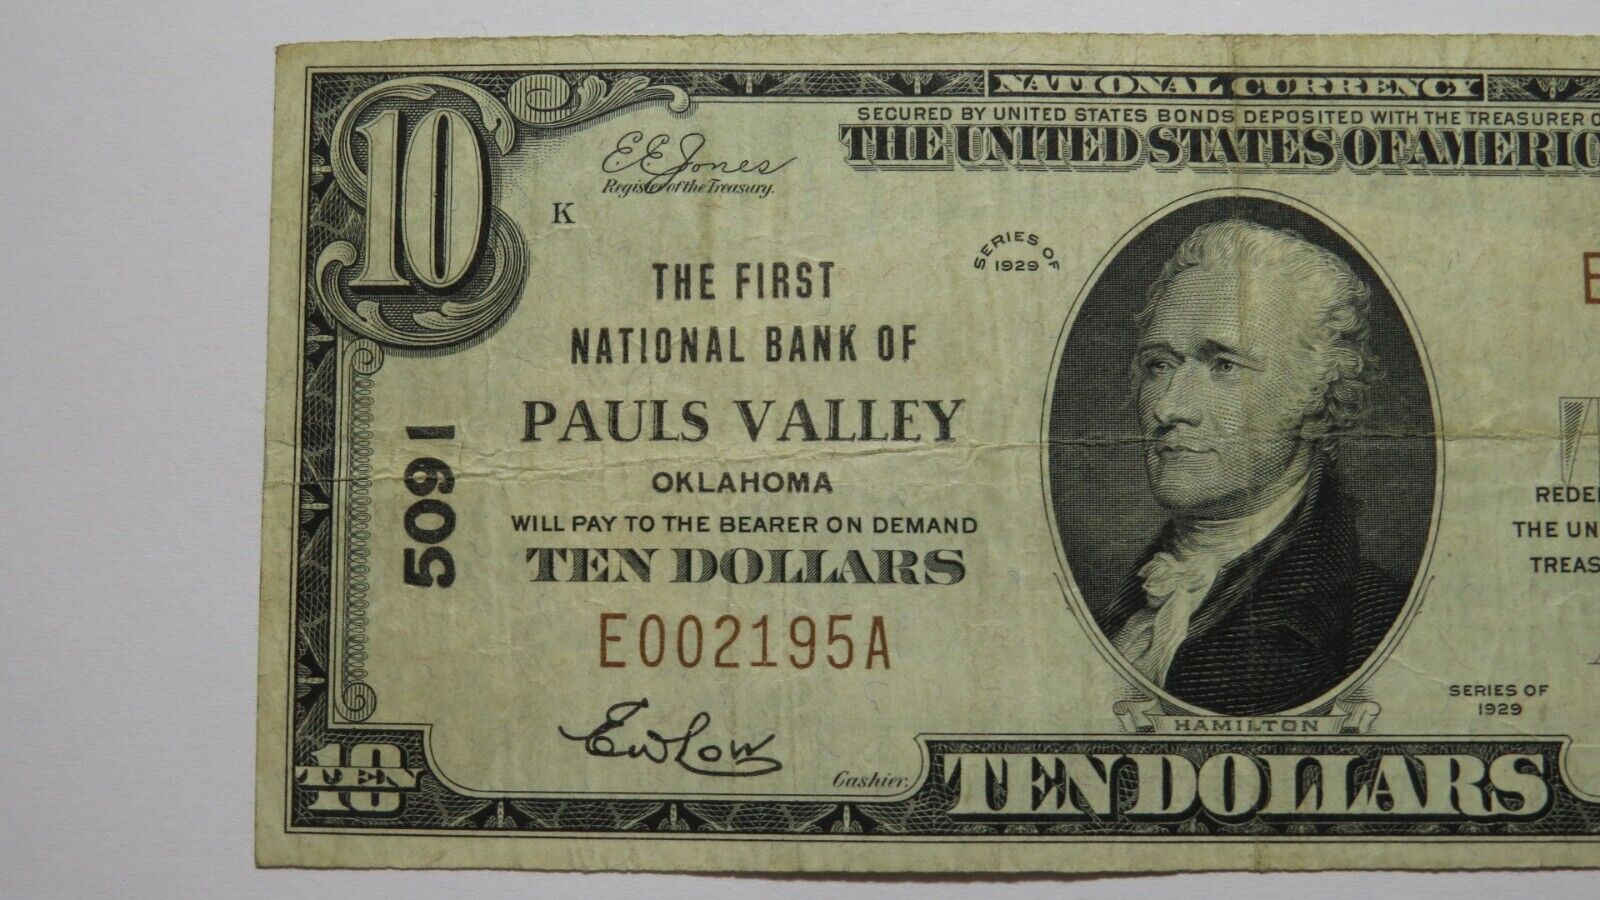 NATIONAL CURRENCY
SECURED BY UNITED STATES BONDS DEPOSITED WITH THE TREASURER O
THE UNITED STATES OF AMERIC
10
E.E. Jones
Register of the Treasury.
K
SERIES OF
1929
THE FIRST
NATIONAL BANK OF
PAULS VALLEY
OKLAHOMA
WILL PAY TO THE BEARER ON DEMAND
TEN DOLLARS
E002195A
5091
E
REDE
THE UN
TREAS
SERIES OF
1929
HAMILTON
Cashier.
10
TEN
TEN DOLLARS